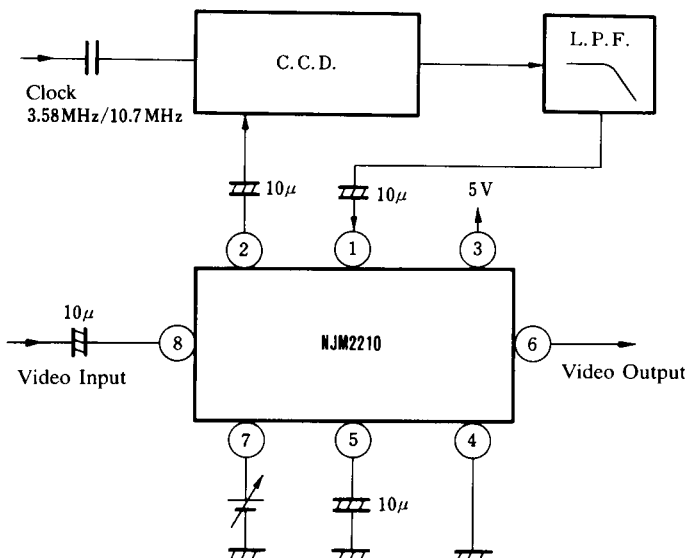 C.C.D.
L.P.F.
Clock
3.58MHz/10.7MHz
10μ
10μ
5V
2
1
3
10μ
8
NJM2210
6
Video Input
Video Output
7
5
4
10μ